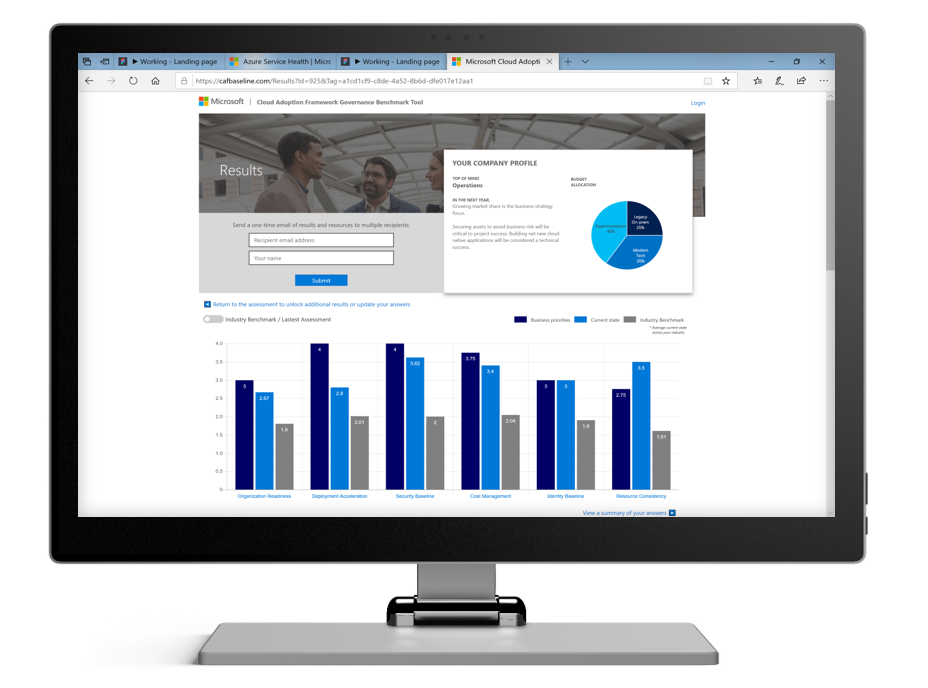 Working - Landing page
Azure Service Health | Micro
Working - Landing page
Microsoft Cloud Adopti
https://cafbaseline.com/Results?Id=925&Tag=a1cd1cf9-c8de-4a52-8b6d-dfe017e12aa1
Microsoft | Cloud Adoption Framework Governance Benchmark Tool
Login
Results
Send a one-time email of results and resources to multiple recipients:
Recipient email address
Your name
Submit
YOUR COMPANY PROFILE
TOP OF MIND
Operations
IN THE NEXT YEAR,
Growing market share is the business strategy
focus.
Securing assets to avoid business risk will be
critical to project success. Building net new cloud
native applications will be considered a technical
success.
BUDGET
ALLOCATION
Legacy
On-prem
25%
Experimentation
40%
Modern
Tech
35%
Return to the assessment to unlock additional results or update your answers
Industry Benchmark / Lastest Assessment
Business priorities
Current state
Industry Benchmark
* Average current state
across your industry
4.0
3.5
3.0
2.5
2.0
1.5
1.0
0.5
0
3
2.67
1.8
4
2.8
2.01
4
3.62
2
3.75
3.4
2.04
3
3
1.9
2.75
3.5
1.61
Organization Readiness
Deployment Acceleration
Security Baseline
Cost Management
Identity Baseline
Resource Consistency
View a summary of your answers